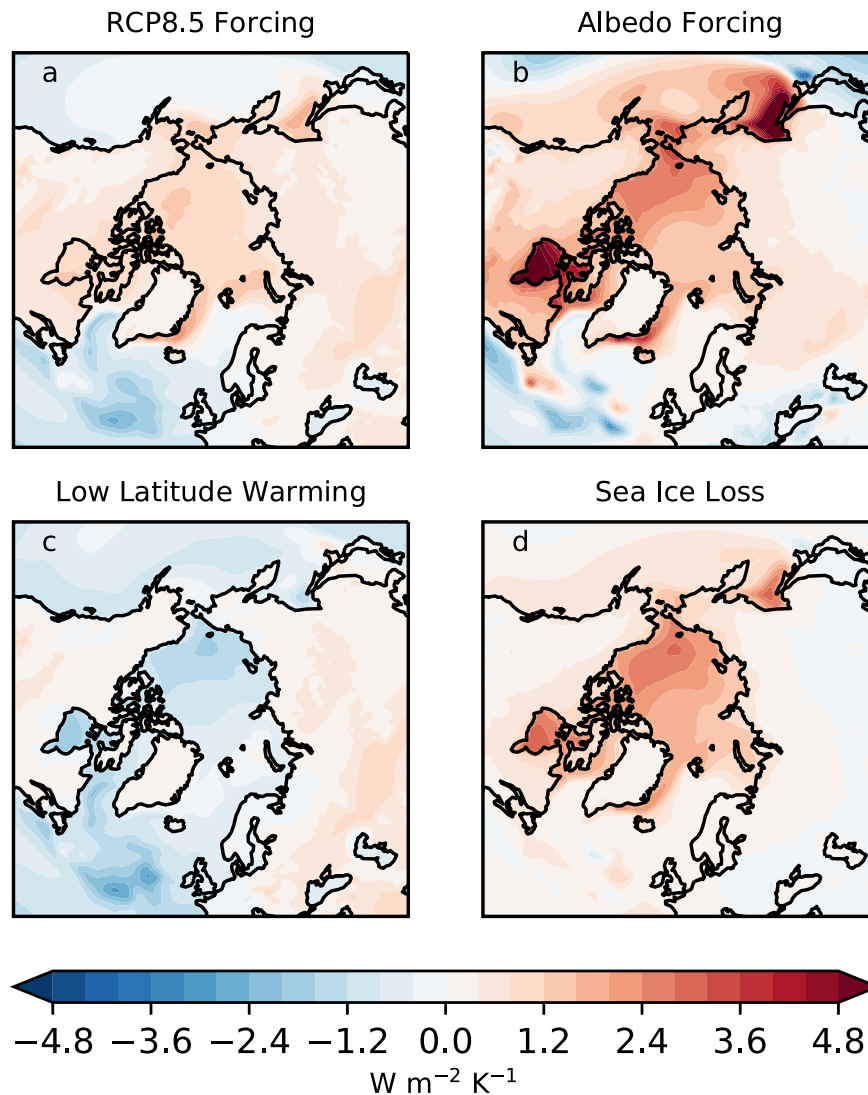 RCP8.5 Forcing Albedo Forcing
a b
Low Latitude Warming Sea Ice Loss
c d
−4.8 −3.6 −2.4 −1.2 0.0 1.2 2.4 3.6 4.8
W m⁻² K⁻¹